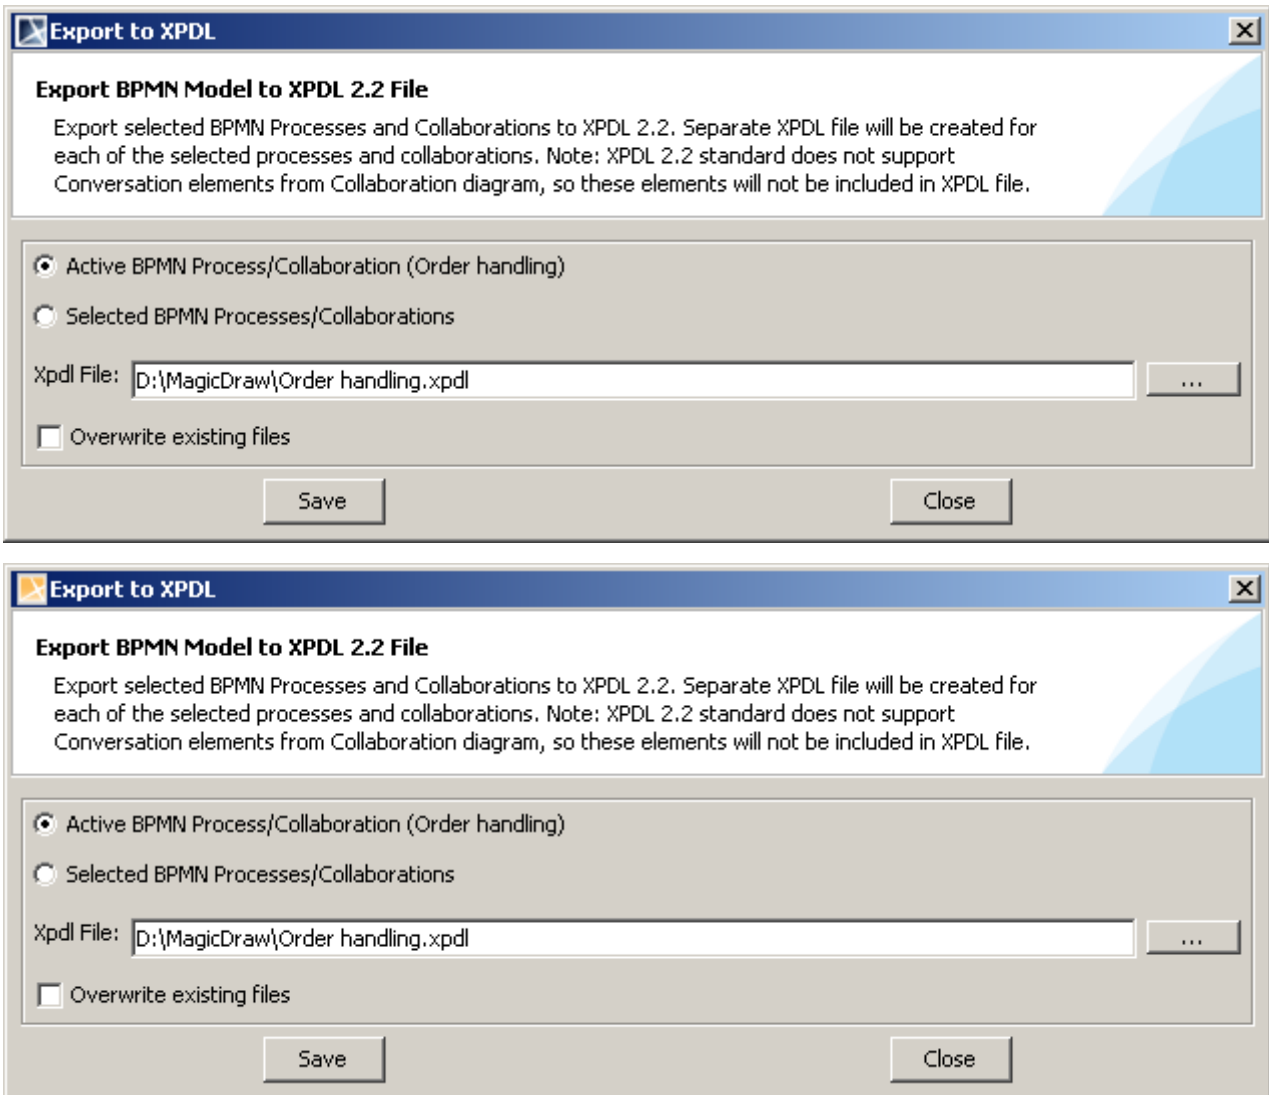 Export to XPDL
Export BPMN Model to XPDL 2.2 File
Export selected BPMN Processes and Collaborations to XPDL 2.2. Separate XPDL file will be created for
each of the selected processes and collaborations. Note: XPDL 2.2 standard does not support
Conversation elements from Collaboration diagram, so these elements will not be included in XPDL file.
Active BPMN Process/Collaboration (Order handling)
Selected BPMN Processes/Collaborations
Xpdl File: D:\MagicDraw\Order handling.xpdl ...
Overwrite existing files
Save Close
Export to XPDL
Export BPMN Model to XPDL 2.2 File
Export selected BPMN Processes and Collaborations to XPDL 2.2. Separate XPDL file will be created for
each of the selected processes and collaborations. Note: XPDL 2.2 standard does not support
Conversation elements from Collaboration diagram, so these elements will not be included in XPDL file.
Active BPMN Process/Collaboration (Order handling)
Selected BPMN Processes/Collaborations
Xpdl File: D:\MagicDraw\Order handling.xpdl ...
Overwrite existing files
Save Close